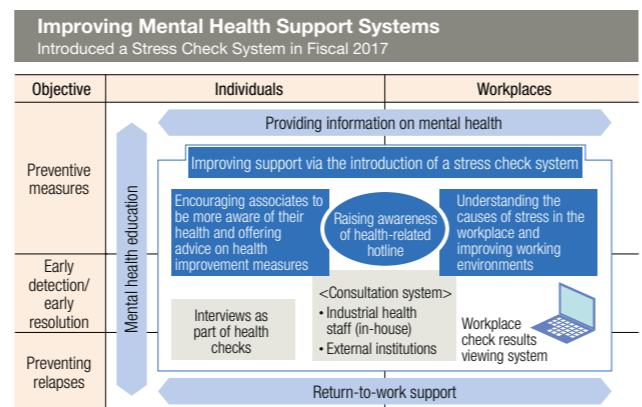 Improving Mental Health Support Systems
Introduced a Stress Check System in Fiscal 2017
Objective
Individuals
Workplaces
Providing information on mental health
Preventive
measures
Mental health education
Improving support via the introduction of a stress check system
Encouraging associates to
be more aware of their
health and offering
advice on health
improvement measures
Raising awareness
of health-related
hotline
Understanding the
causes of stress in the
workplace and
improving working
environments
Early
detection/
early
resolution
Interviews as
part of health
checks
<Consultation system>
• Industrial health
staff (in-house)
• External institutions
Workplace
check results
viewing system
Preventing
relapses
Return-to-work support